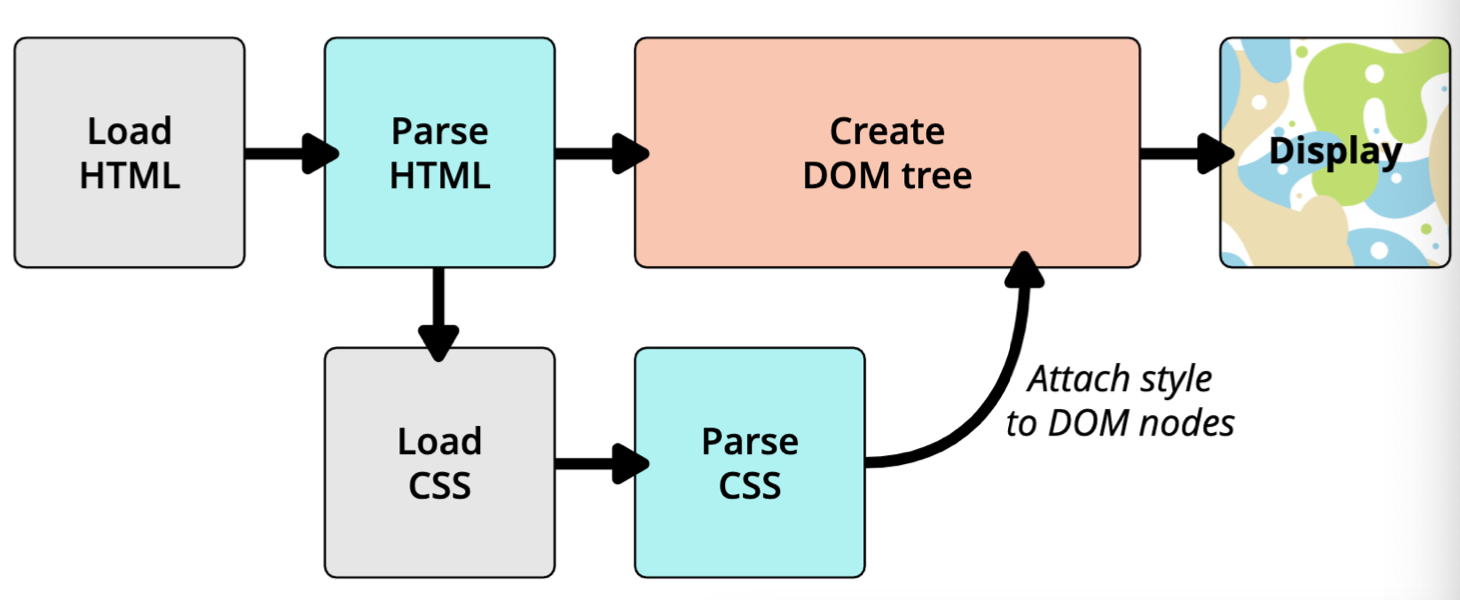 Load
HTML
Parse
HTML
Create
DOM tree
Display
Load
CSS
Parse
CSS
Attach style
to DOM nodes